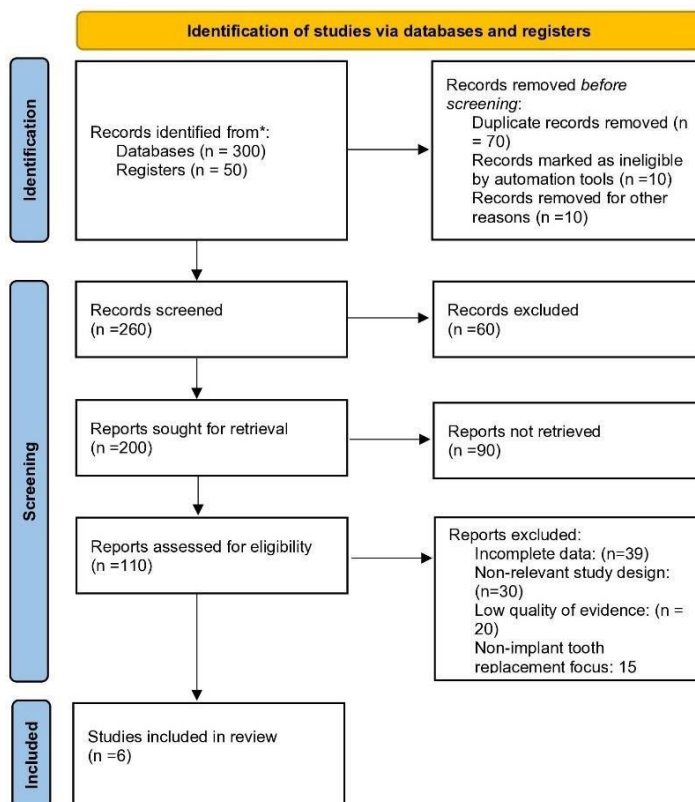 Identification of studies via databases and registers
Identification
Records identified from*:
Databases (n = 300)
Registers (n = 50)
Records removed before
screening:
Duplicate records removed (n
= 70)
Records marked as ineligible
by automation tools (n =10)
Records removed for other
reasons (n =10)
Screening
Records screened
(n =260)
Records excluded
(n =60)
Reports sought for retrieval
(n =200)
Reports not retrieved
(n =90)
Reports assessed for eligibility
(n =110)
Reports excluded:
Incomplete data: (n=39)
Non-relevant study design:
(n=30)
Low quality of evidence: (n =
20)
Non-implant tooth
replacement focus: 15
Included
Studies included in review
(n =6)